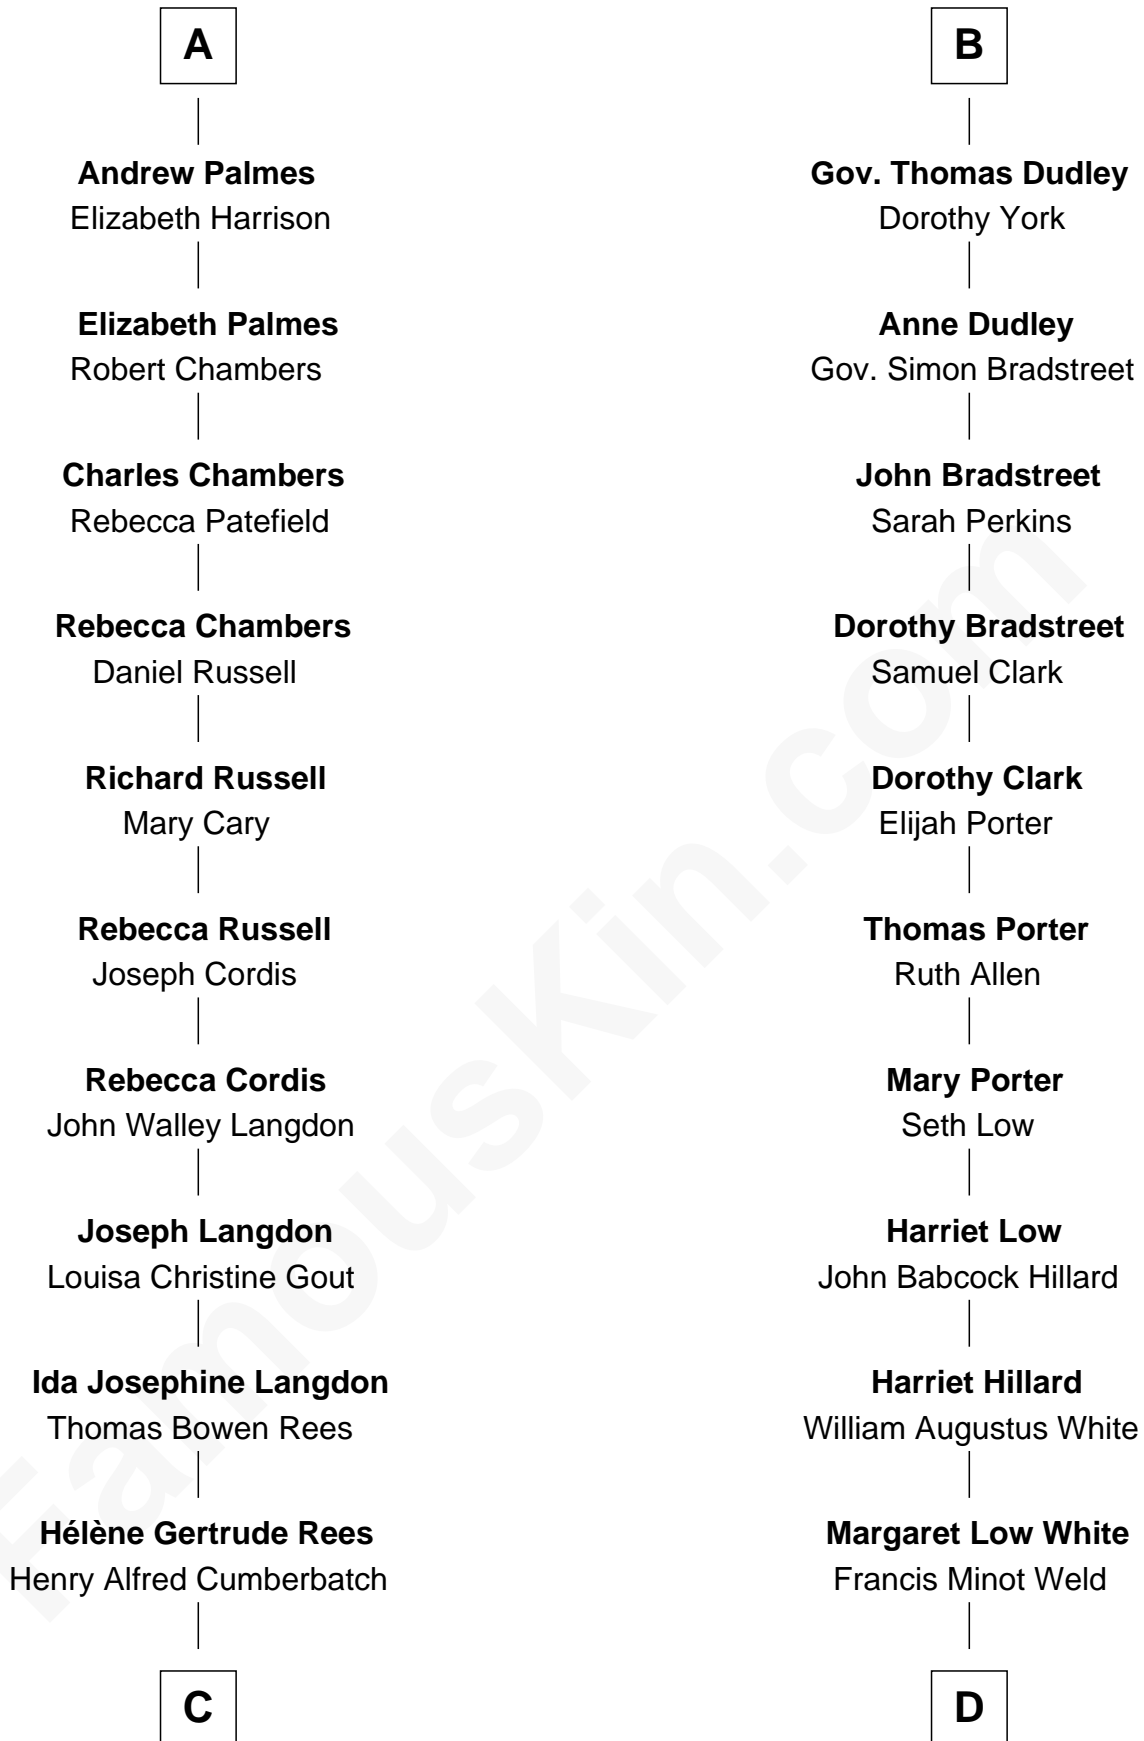 A
Andrew Palmes
Elizabeth Harrison
Elizabeth Palmes
Robert Chambers
Charles Chambers
Rebecca Patefield
Rebecca Chambers
Daniel Russell
Richard Russell
Mary Cary
Rebecca Russell
Joseph Cordis
Rebecca Cordis
John Walley Langdon
Joseph Langdon
Louisa Christine Gout
Ida Josephine Langdon
Thomas Bowen Rees
Hélène Gertrude Rees
Henry Alfred Cumberbatch
C
B
Gov. Thomas Dudley
Dorothy York
Anne Dudley
Gov. Simon Bradstreet
John Bradstreet
Sarah Perkins
Dorothy Bradstreet
Samuel Clark
Dorothy Clark
Elijah Porter
Thomas Porter
Ruth Allen
Mary Porter
Seth Low
Harriet Low
John Babcock Hillard
Harriet Hillard
William Augustus White
Margaret Low White
Francis Minot Weld
D
FamousKin.com